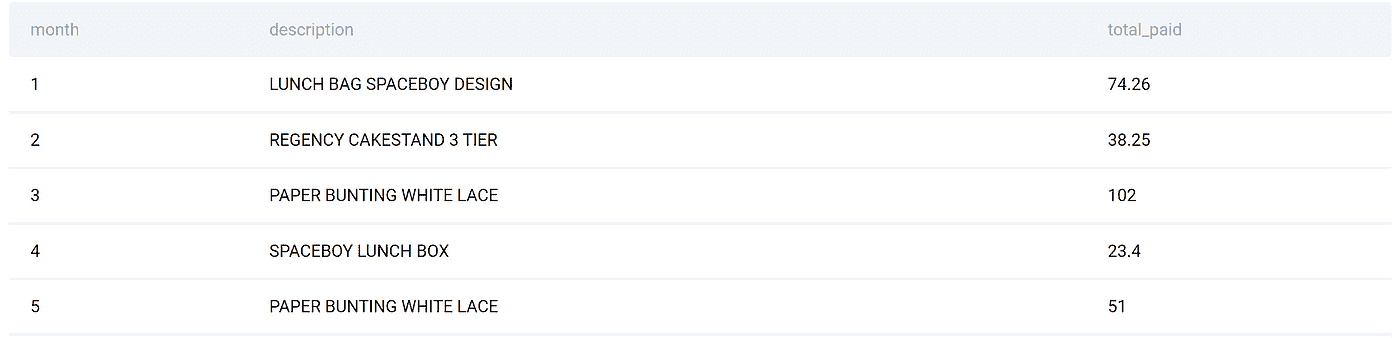 month description total_paid
1 LUNCH BAG SPACEBOY DESIGN 74.26
2 REGENCY CAKESTAND 3 TIER 38.25
3 PAPER BUNTING WHITE LACE 102
4 SPACEBOY LUNCH BOX 23.4
5 PAPER BUNTING WHITE LACE 51